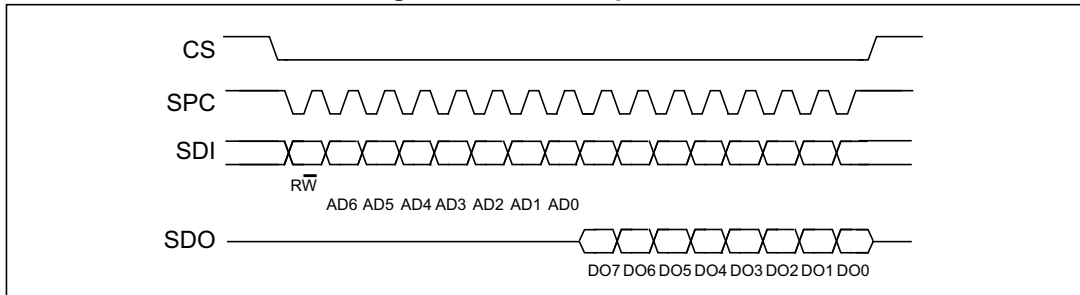 CS
SPC
SDI
RW̅
AD6 AD5 AD4 AD3 AD2 AD1 AD0
SDO
DO7 DO6 DO5 DO4 DO3 DO2 DO1 DO0